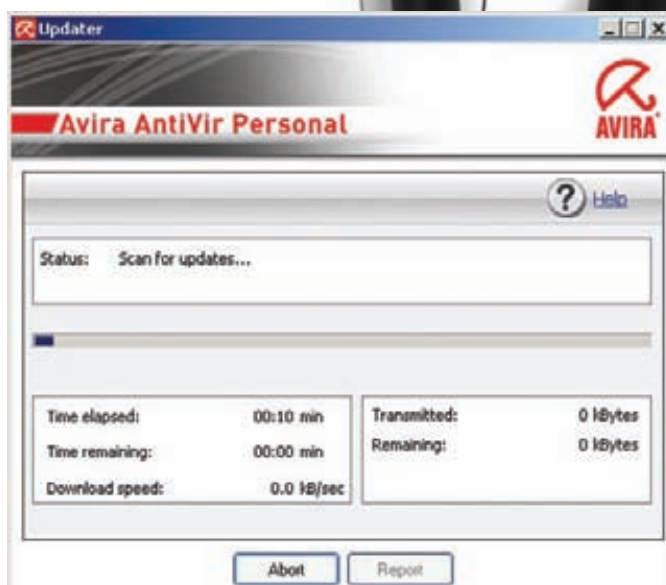 Updater
Avira AntiVir Personal
AVIRA
? Help
Status: Scan for updates...
Time elapsed: 00:10 min
Time remaining: 00:00 min
Download speed: 0.0 kB/sec
Transmitted: 0 kBytes
Remaining: 0 kBytes
Abort Report